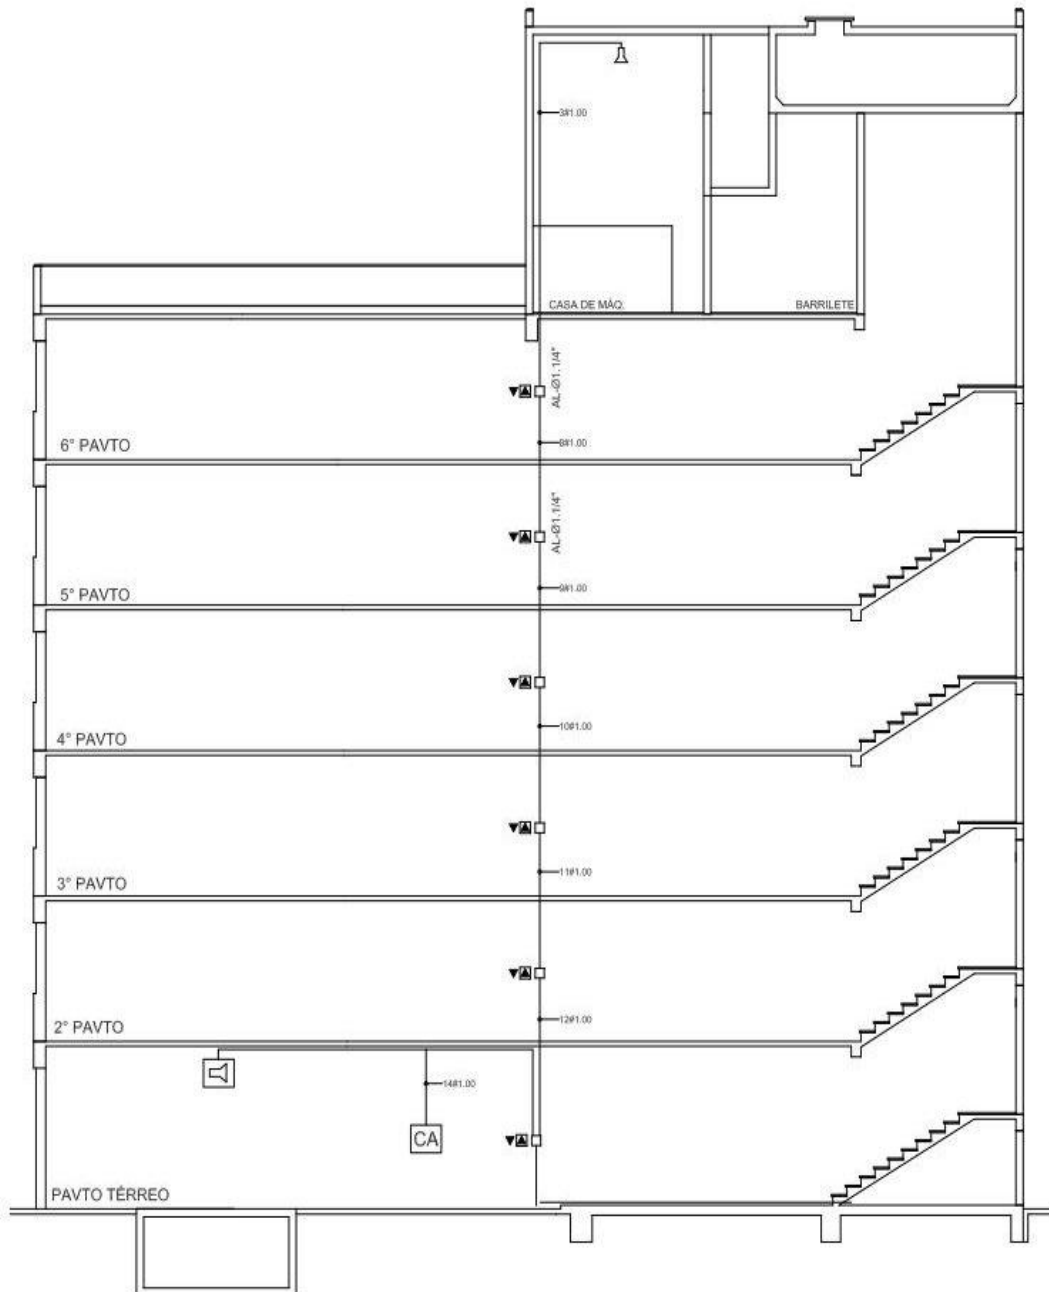 3#1.00
CASA DE MÁQ.
BARRILETE
AL-Ø1.1/4"
6° PAVTO
8#1.00
AL-Ø1.1/4"
5° PAVTO
9#1.00
4° PAVTO
10#1.00
3° PAVTO
11#1.00
2° PAVTO
12#1.00
14#1.00
CA
PAVTO TÉRREO